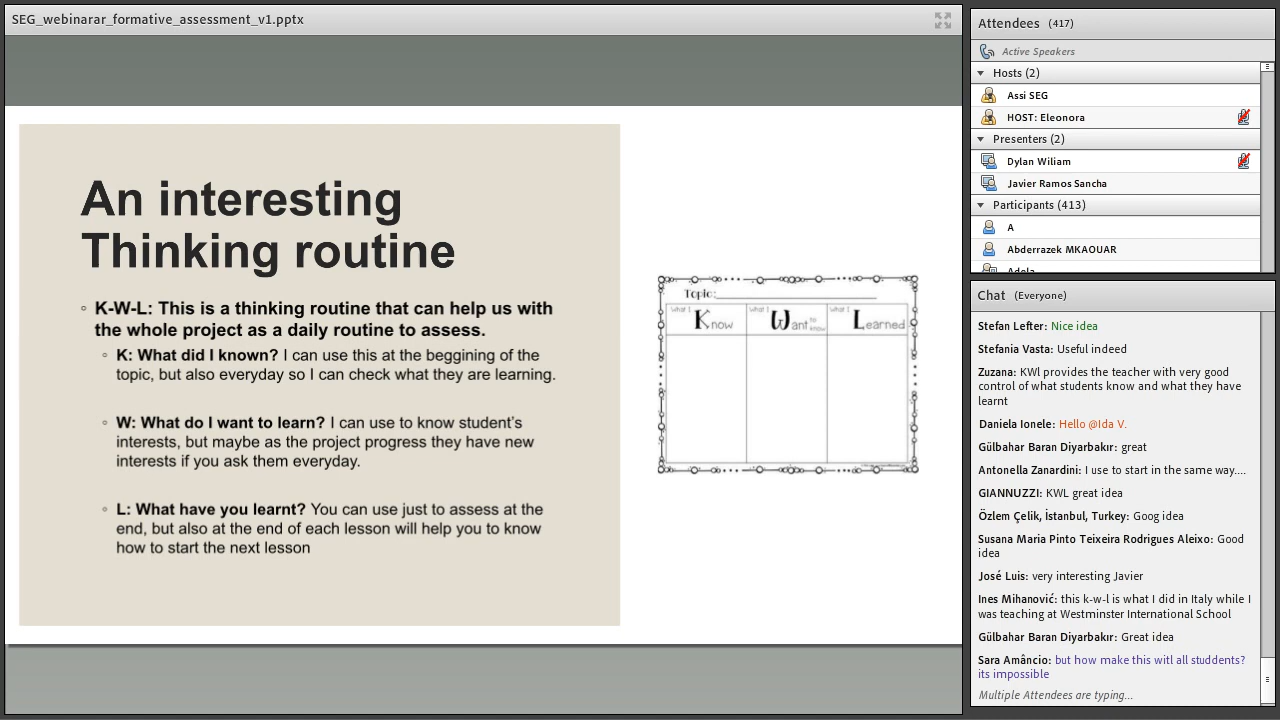 SEG_webinarar_formative_assessment_v1.pptx
An interesting
Thinking routine
K-W-L: This is a thinking routine that can help us with
the whole project as a daily routine to assess.
K: What did I known? I can use this at the beggining of the
topic, but also everyday so I can check what they are learning.
W: What do I want to learn? I can use to know student's
interests, but maybe as the project progress they have new
interests if you ask them everyday.
L: What have you learnt? You can use just to assess at the
end, but also at the end of each lesson will help you to know
how to start the next lesson
Topic:
What I Know
What I Want to know
What I Learned
Attendees (417)
Active Speakers
Hosts (2)
Assi SEG
HOST: Eleonora
Presenters (2)
Dylan Wiliam
Javier Ramos Sancha
Participants (413)
A
Abderrazek MKAOUAR
Adela
Chat (Everyone)
Stefan Lefter: Nice idea
Stefania Vasta: Useful indeed
Zuzana: KWl provides the teacher with very good
control of what students know and what they have
learnt
Daniela Ionele: Hello @Ida V.
Gülbahar Baran Diyarbakır: great
Antonella Zanardini: I use to start in the same way....
GIANNUZZI: KWL great idea
Özlem Çelik, İstanbul, Turkey: Goog idea
Susana Maria Pinto Teixeira Rodrigues Aleixo: Good
idea
José Luis: very interesting Javier
Ines Mihanović: this k-w-l is what I did in Italy while I
was teaching at Westminster International School
Gülbahar Baran Diyarbakır: Great idea
Sara Amâncio: but how make this witl all studdents?
its impossible
Multiple Attendees are typing...